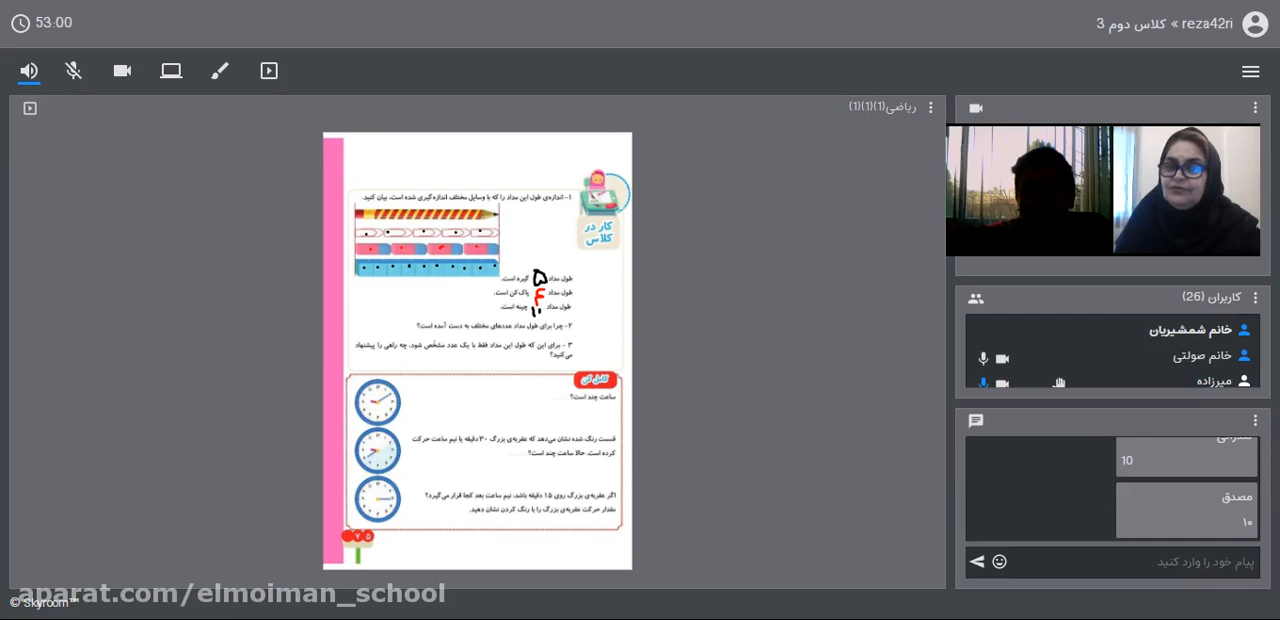 53:00
reza42ri » کلاس دوم 3
ریاضی(1)(1)(1)
۱- اندازه‌ی طول این مداد را که با وسایل مختلف اندازه گیری شده است، بیان کنید.
کار در
کلاس
طول مداد ۵ گیره است.
طول مداد ۴ پاک‌کن است.
طول مداد ۱۰ چینه است.
۲- چرا برای طول مداد عددهای مختلف به دست آمده است؟
۳- برای این که طول این مداد فقط با یک عدد مشخّص شود، چه راهی را پیشنهاد
می‌کنید؟
کامل کن
ساعت چند است؟ ........
قسمت رنگ شده نشان می‌دهد که عقربه‌ی بزرگ ۳۰ دقیقه یا نیم ساعت حرکت
کرده است. حالا ساعت چند است؟ ........
اگر عقربه‌ی بزرگ روی ۱۵ دقیقه باشد، نیم ساعت بعد کجا قرار می‌گیرد؟
مقدار حرکت عقربه‌ی بزرگ را با رنگ کردن نشان دهید.
۷۵
کاربران (26)
خانم شمشیریان
خانم صولتی
میرزاده
10
مصدق
۱۰
پیام خود را وارد کنید
aparat.com/elmoiman_school
© Skyroom™